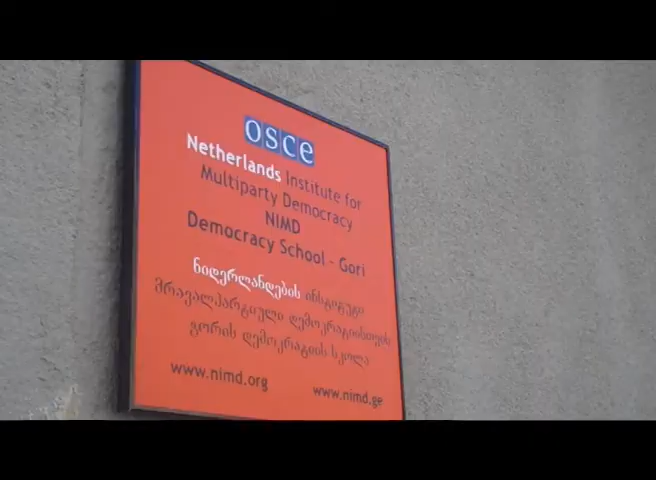 osce
Netherlands Institute for
Multiparty Democracy
NIMD
Democracy School - Gori
ნიდერლანდების ინსტიტუტი
მრავალპარტიული დემოკრატიისთვის
გორის დემოკრატიის სკოლა
www.nimd.org www.nimd.ge